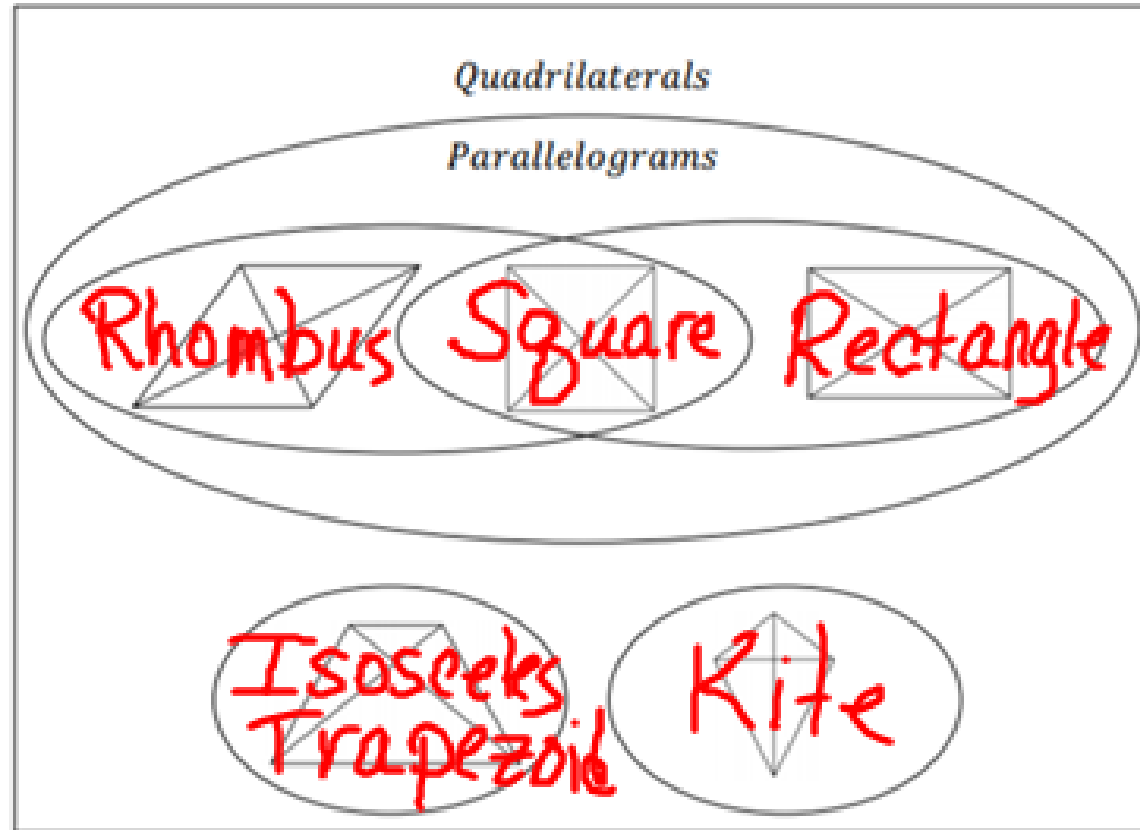 Quadrilaterals
Parallelograms
Rhombus Square Rectangle
Isosceles
Trapezoid
Kite